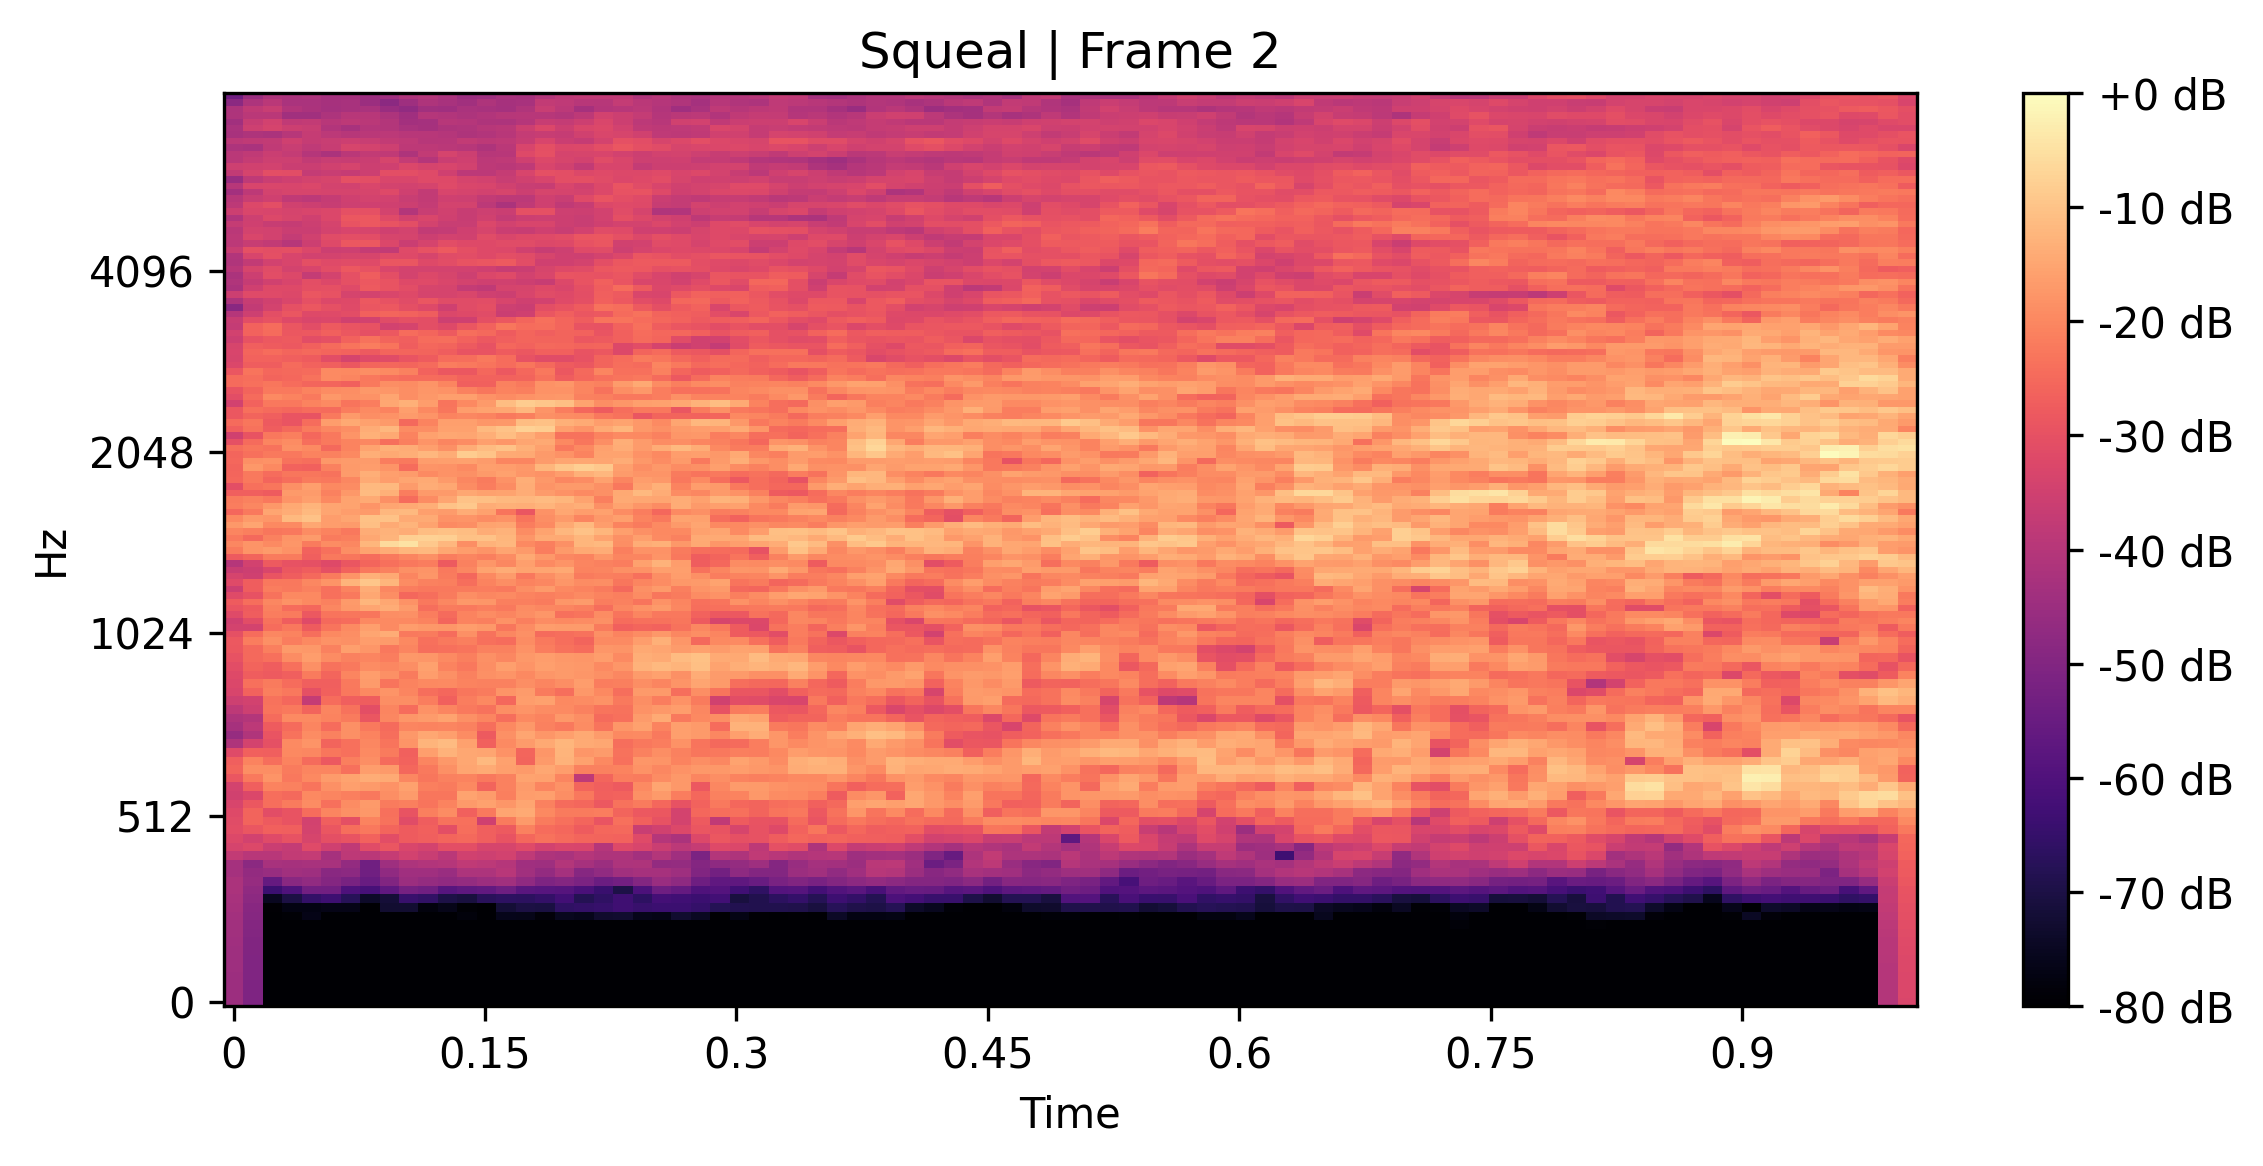 Squeal | Frame 2
+0 dB
-10 dB
-20 dB
-30 dB
-40 dB
-50 dB
-60 dB
-70 dB
-80 dB
Hz
4096
2048
1024
512
0
0 0.15 0.3 0.45 0.6 0.75 0.9
Time